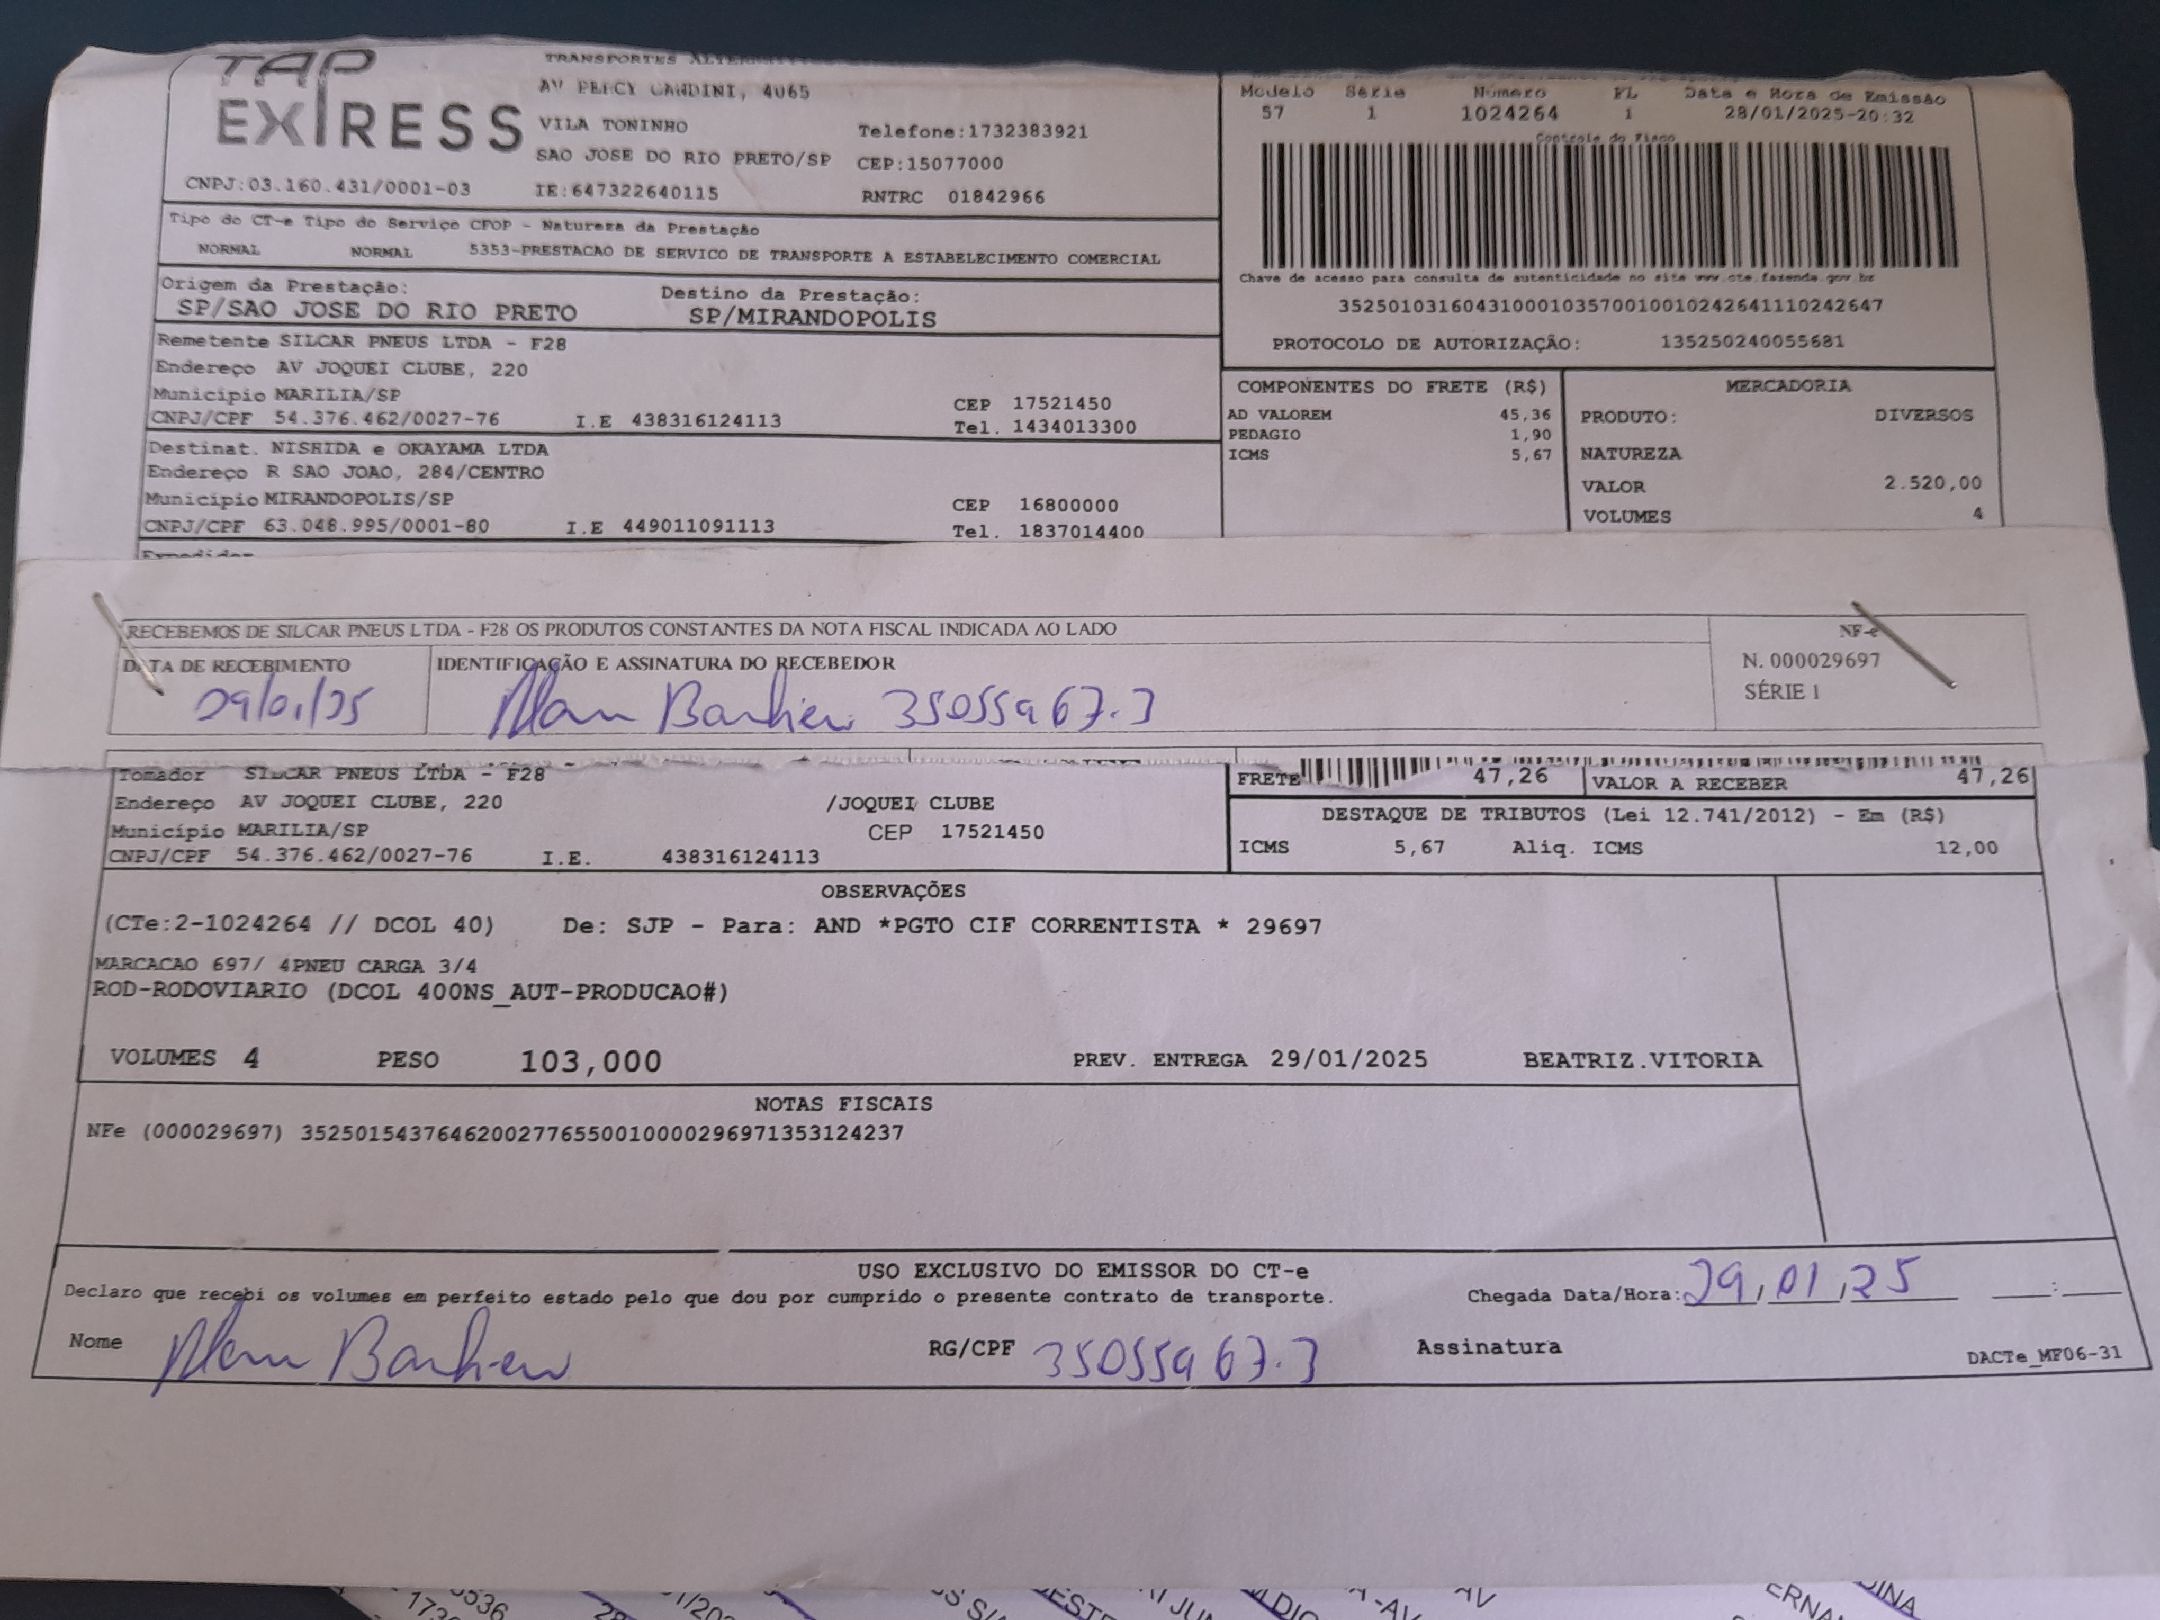 TAP
EXPRESS
TRANSPORTES
AV PERCY GANDINI, 4065
VILA TONINHO
Telefone:1732383921
SAO JOSE DO RIO PRETO/SP CEP:15077000
CNPJ:03.160.431/0001-03 IE:647322640115 RNTRC 01842966
Modelo Série Número FL Data e Hora de Emissão
57 1 1024264 1 28/01/2025-20:32
Controle do Fisco
Chave de acesso para consulta de autenticidade no site www.cte.fazenda.gov.br
35250103160431000103570010010242641110242647
PROTOCOLO DE AUTORIZAÇÃO: 135250240055681
Tipo do CT-e Tipo do Serviço CFOP - Natureza da Prestação
NORMAL NORMAL 5353-PRESTACAO DE SERVICO DE TRANSPORTE A ESTABELECIMENTO COMERCIAL
Origem da Prestação: Destino da Prestação:
SP/SAO JOSE DO RIO PRETO SP/MIRANDOPOLIS
Remetente SILCAR PNEUS LTDA - F28
Endereço AV JOQUEI CLUBE, 220
Município MARILIA/SP CEP 17521450
CNPJ/CPF 54.376.462/0027-76 I.E 438316124113 Tel. 1434013300
Destinat. NISHIDA e OKAYAMA LTDA
Endereço R SAO JOAO, 284/CENTRO
Município MIRANDOPOLIS/SP CEP 16800000
CNPJ/CPF 63.048.995/0001-80 I.E 449011091113 Tel. 1837014400
Expedidor
COMPONENTES DO FRETE (R$)
AD VALOREM 45,36
PEDAGIO 1,90
ICMS 5,67
MERCADORIA
PRODUTO: DIVERSOS
NATUREZA
VALOR 2.520,00
VOLUMES 4
RECEBEMOS DE SILCAR PNEUS LTDA - F28 OS PRODUTOS CONSTANTES DA NOTA FISCAL INDICADA AO LADO
DATA DE RECEBIMENTO IDENTIFICAÇÃO E ASSINATURA DO RECEBEDOR
29/01/25 35055967-3
NF-e
N. 000029697
SÉRIE 1
Tomador SILCAR PNEUS LTDA - F28
Endereço AV JOQUEI CLUBE, 220 /JOQUEI CLUBE
Município MARILIA/SP CEP 17521450
CNPJ/CPF 54.376.462/0027-76 I.E. 438316124113
FRETE 47,26 VALOR A RECEBER 47,26
DESTAQUE DE TRIBUTOS (Lei 12.741/2012) - Em (R$)
ICMS 5,67 Aliq. ICMS 12,00
OBSERVAÇÕES
(CTe:2-1024264 // DCOL 40) De: SJP - Para: AND *PGTO CIF CORRENTISTA * 29697
MARCACAO 697/ 4PNEU CARGA 3/4
ROD-RODOVIARIO (DCOL 400NS_AUT-PRODUCAO#)
VOLUMES 4 PESO 103,000 PREV. ENTREGA 29/01/2025 BEATRIZ.VITORIA
NOTAS FISCAIS
NFe (000029697) 35250154376462002776550010000296971353124237
USO EXCLUSIVO DO EMISSOR DO CT-e
Declaro que recebi os volumes em perfeito estado pelo que dou por cumprido o presente contrato de transporte. Chegada Data/Hora: 29/01/25 __:__
Nome RG/CPF 35055967-3 Assinatura
DACTe_MF06-31